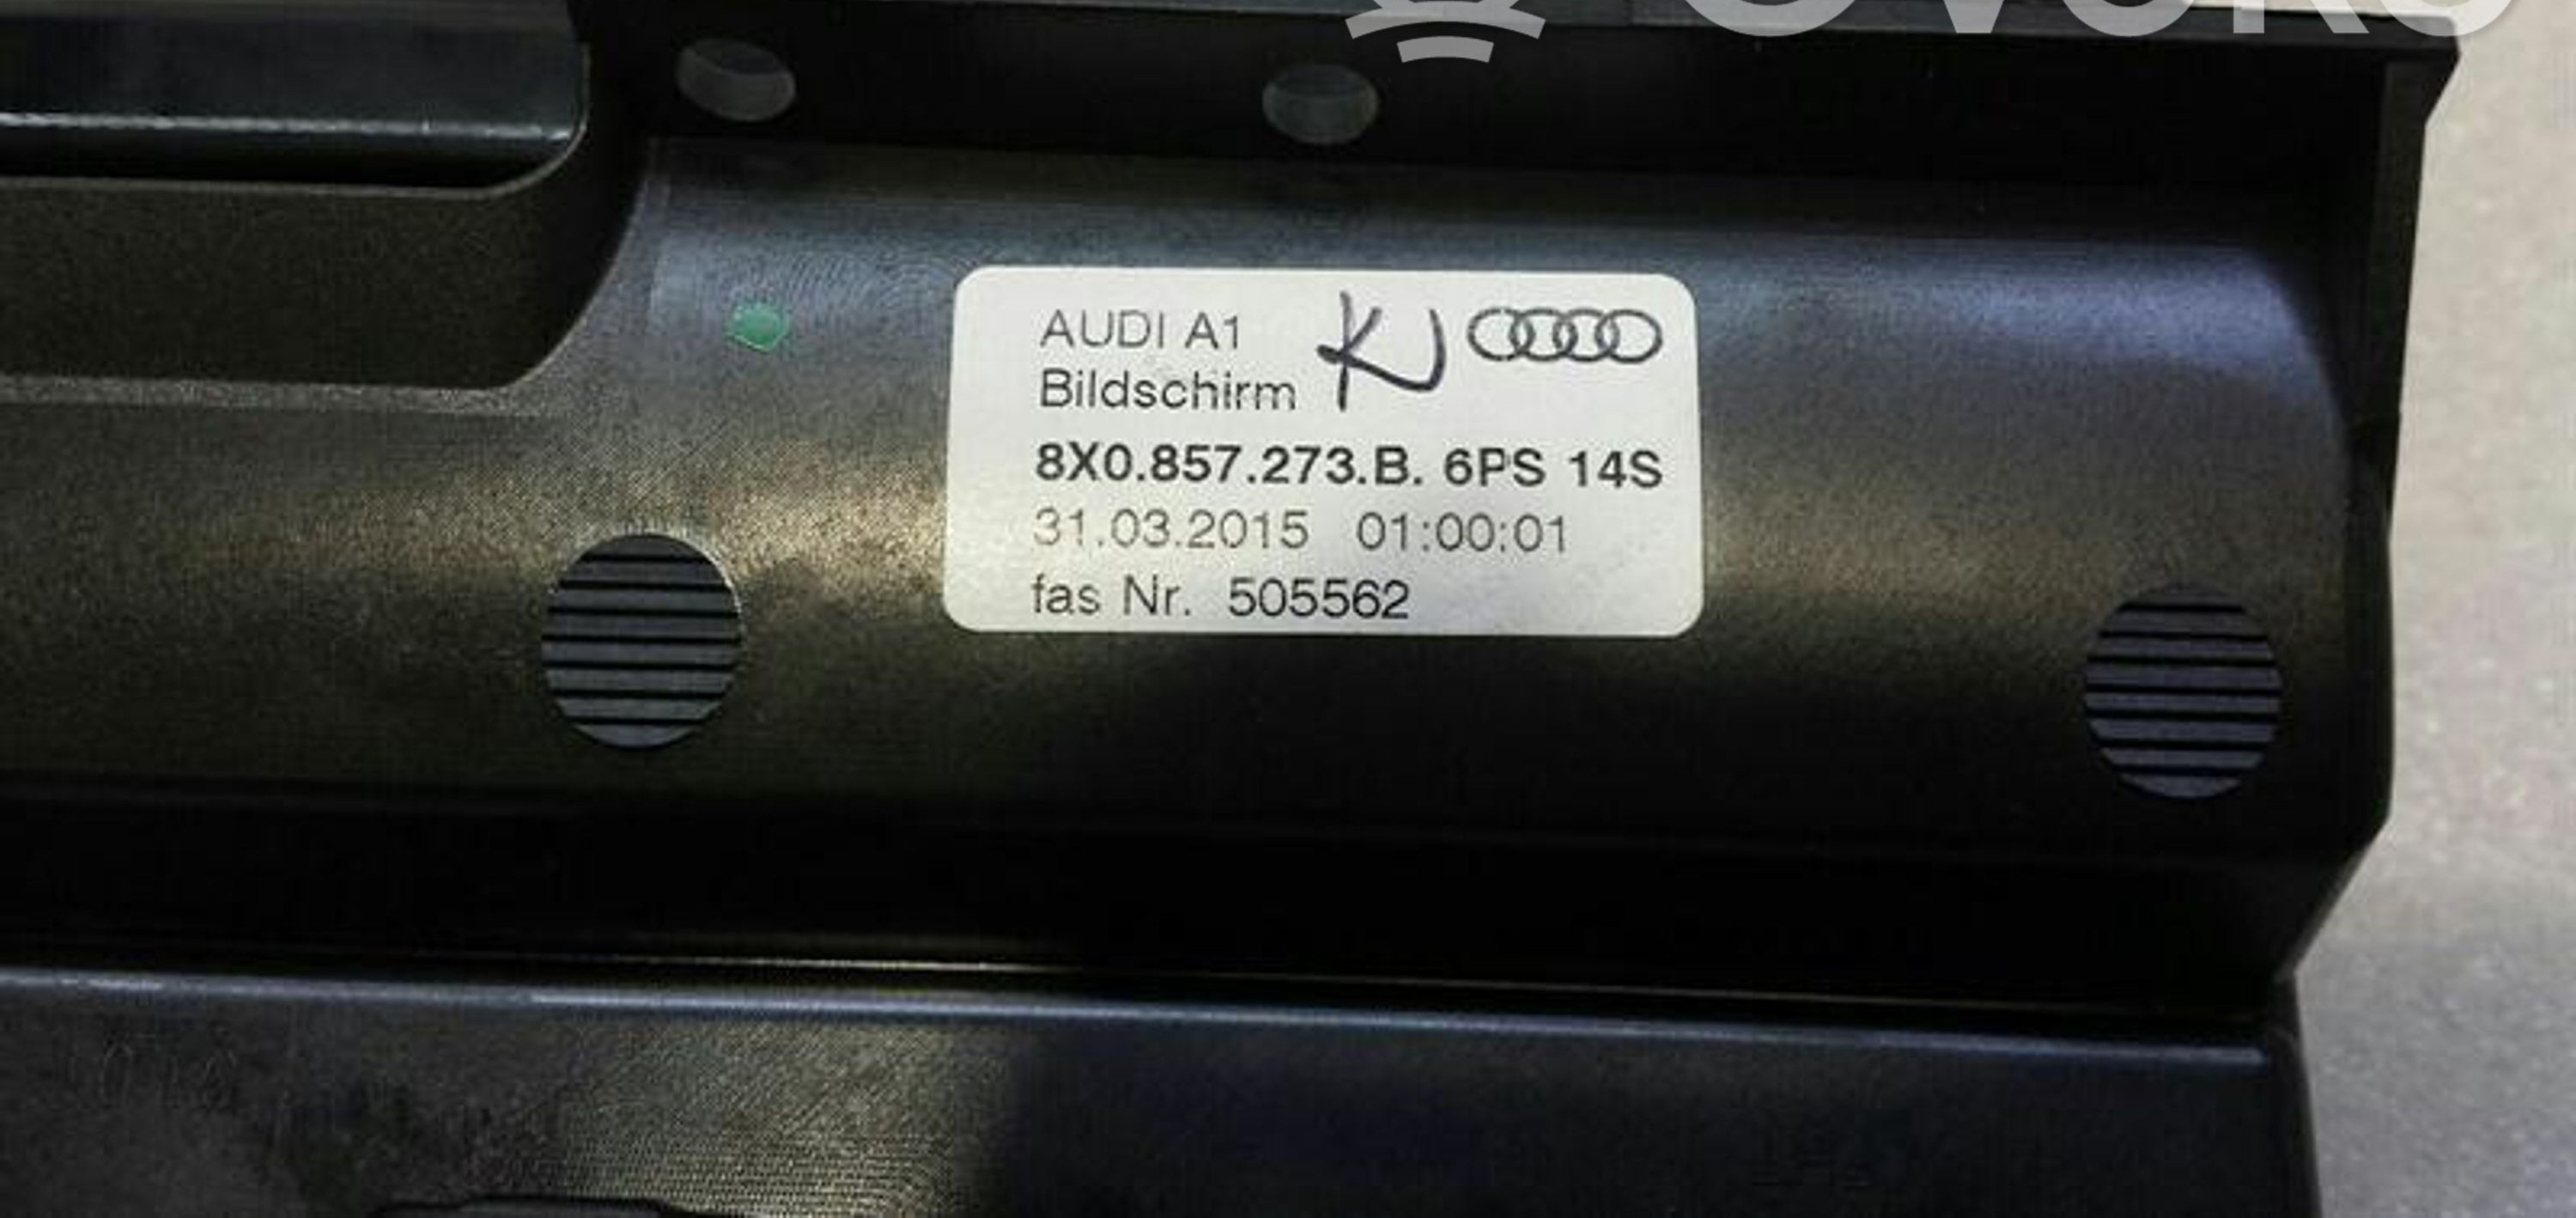 AUDI A1 KJ
Bildschirm
8X0.857.273.B. 6PS 14S
31.03.2015 01:00:01
fas Nr. 505562